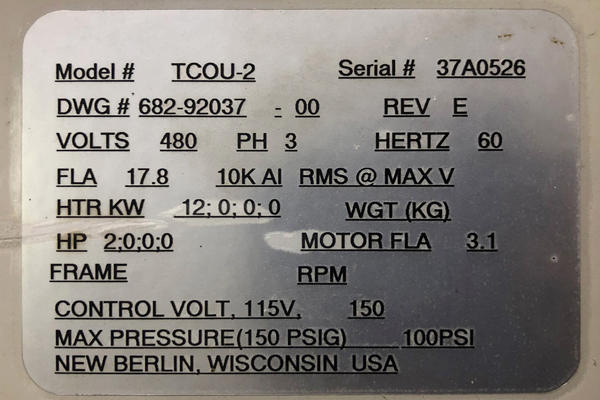 Model # TCOU-2 Serial # 37A0526
DWG # 682-92037 - 00 REV E
VOLTS 480 PH 3 HERTZ 60
FLA 17.8 10K AI RMS @ MAX V
HTR KW 12; 0; 0; 0 WGT (KG)
HP 2;0;0;0 MOTOR FLA 3.1
FRAME RPM
CONTROL VOLT, 115V, 150
MAX PRESSURE(150 PSIG) 100PSI
NEW BERLIN, WISCONSIN USA